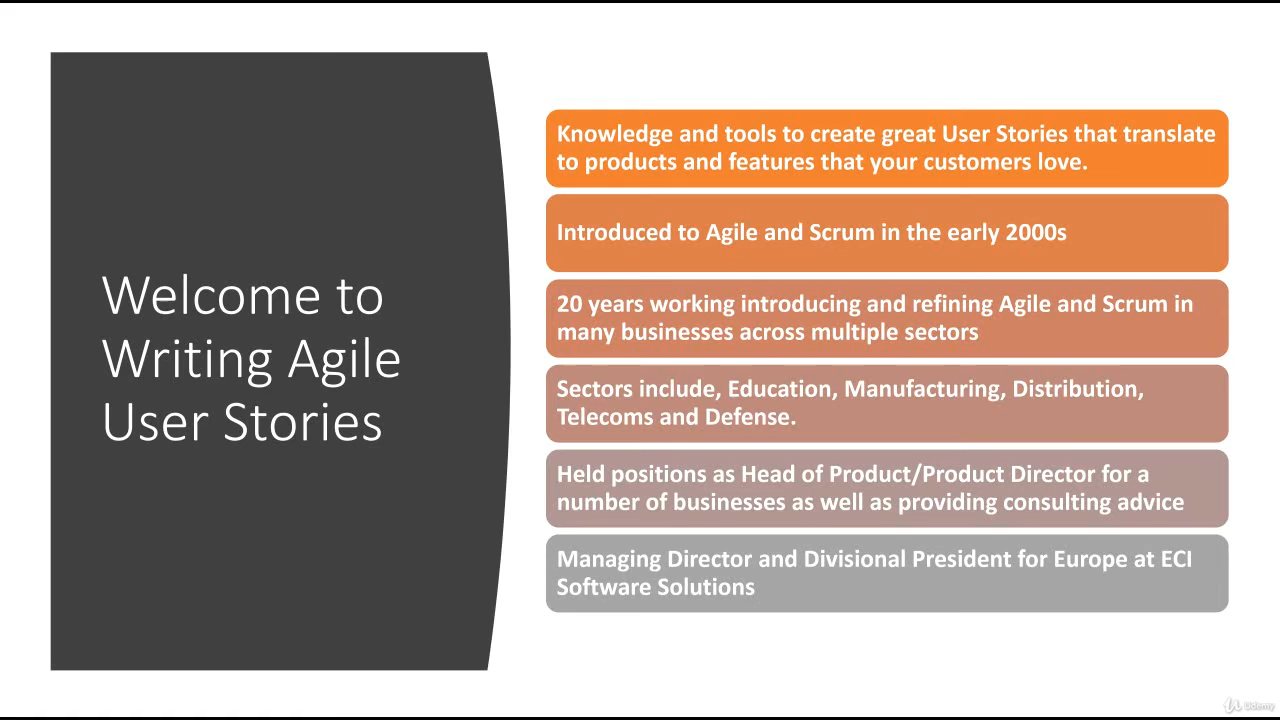 Welcome to
Writing Agile
User Stories
Knowledge and tools to create great User Stories that translate
to products and features that your customers love.
Introduced to Agile and Scrum in the early 2000s
20 years working introducing and refining Agile and Scrum in
many businesses across multiple sectors
Sectors include, Education, Manufacturing, Distribution,
Telecoms and Defense.
Held positions as Head of Product/Product Director for a
number of businesses as well as providing consulting advice
Managing Director and Divisional President for Europe at ECI
Software Solutions
Udemy